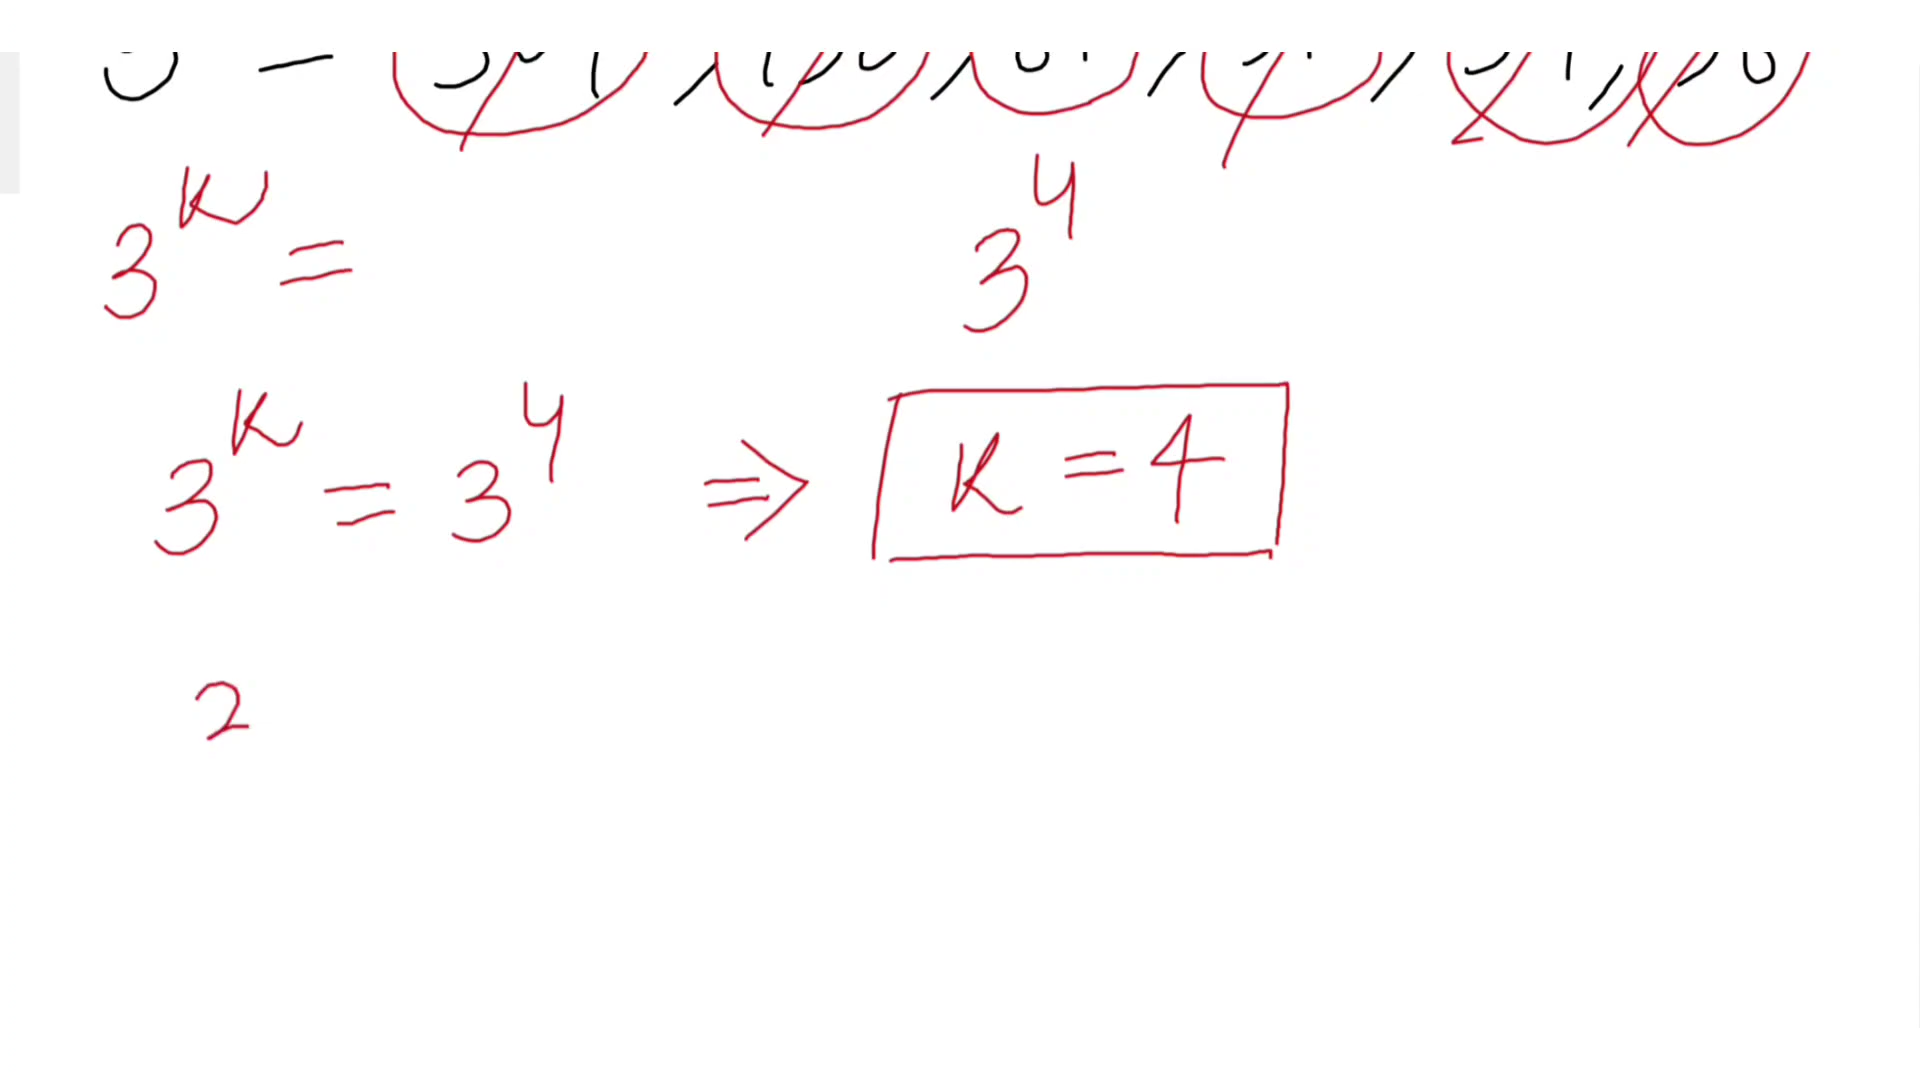 3^k = 3^4
3^k = 3^4 ⇒ k = 4
2